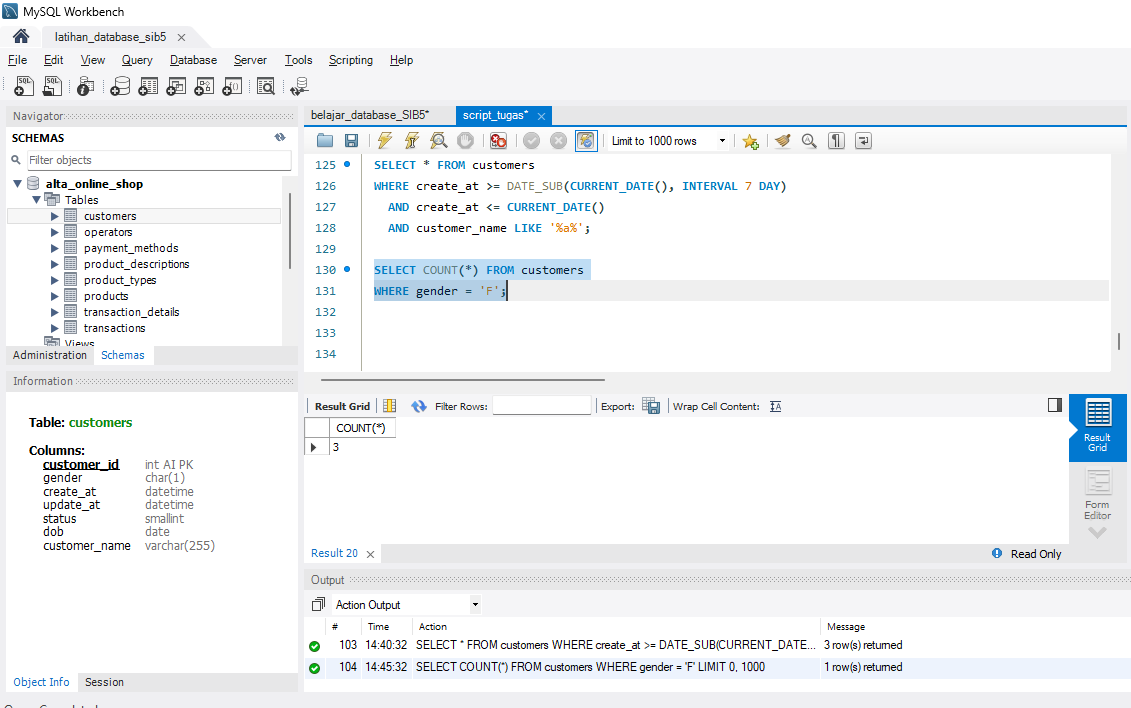 MySQL Workbench
latihan_database_sib5
File Edit View Query Database Server Tools Scripting Help
Navigator
SCHEMAS
Filter objects
alta_online_shop
Tables
customers
operators
payment_methods
product_descriptions
product_types
products
transaction_details
transactions
Views
Administration Schemas
Information
Table: customers
Columns:
customer_id int AI PK
gender char(1)
create_at datetime
update_at datetime
status smallint
dob date
customer_name varchar(255)
Object Info Session
belajar_database_SIB5* script_tugas*
Limit to 1000 rows
125 SELECT * FROM customers
126 WHERE create_at >= DATE_SUB(CURRENT_DATE(), INTERVAL 7 DAY)
127 AND create_at <= CURRENT_DATE()
128 AND customer_name LIKE '%a%';
129
130 SELECT COUNT(*) FROM customers
131 WHERE gender = 'F';
132
133
134
Result Grid Filter Rows: Export: Wrap Cell Content:
COUNT(*)
3
Result Grid
Form Editor
Result 20 Read Only
Output
Action Output
# Time Action Message
103 14:40:32 SELECT * FROM customers WHERE create_at >= DATE_SUB(CURRENT_DATE... 3 row(s) returned
104 14:45:32 SELECT COUNT(*) FROM customers WHERE gender = 'F' LIMIT 0, 1000 1 row(s) returned